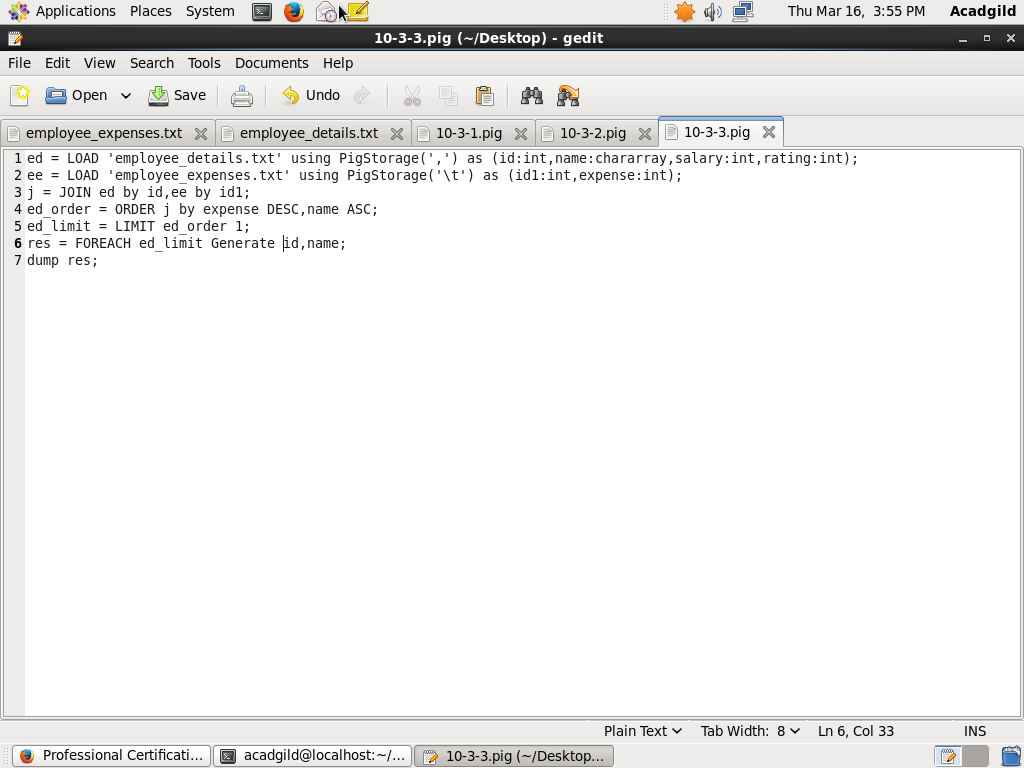 Applications Places System Thu Mar 16, 3:55 PM Acadgild
10-3-3.pig (~/Desktop) - gedit
File Edit View Search Tools Documents Help
Open Save Undo
employee_expenses.txt employee_details.txt 10-3-1.pig 10-3-2.pig 10-3-3.pig
1 ed = LOAD 'employee_details.txt' using PigStorage(',') as (id:int,name:chararray,salary:int,rating:int);
2 ee = LOAD 'employee_expenses.txt' using PigStorage('\t') as (id1:int,expense:int);
3 j = JOIN ed by id,ee by id1;
4 ed_order = ORDER j by expense DESC,name ASC;
5 ed_limit = LIMIT ed_order 1;
6 res = FOREACH ed_limit Generate id,name;
7 dump res;
Plain Text Tab Width: 8 Ln 6, Col 33 INS
Professional Certificati... acadgild@localhost:~/... 10-3-3.pig (~/Desktop...